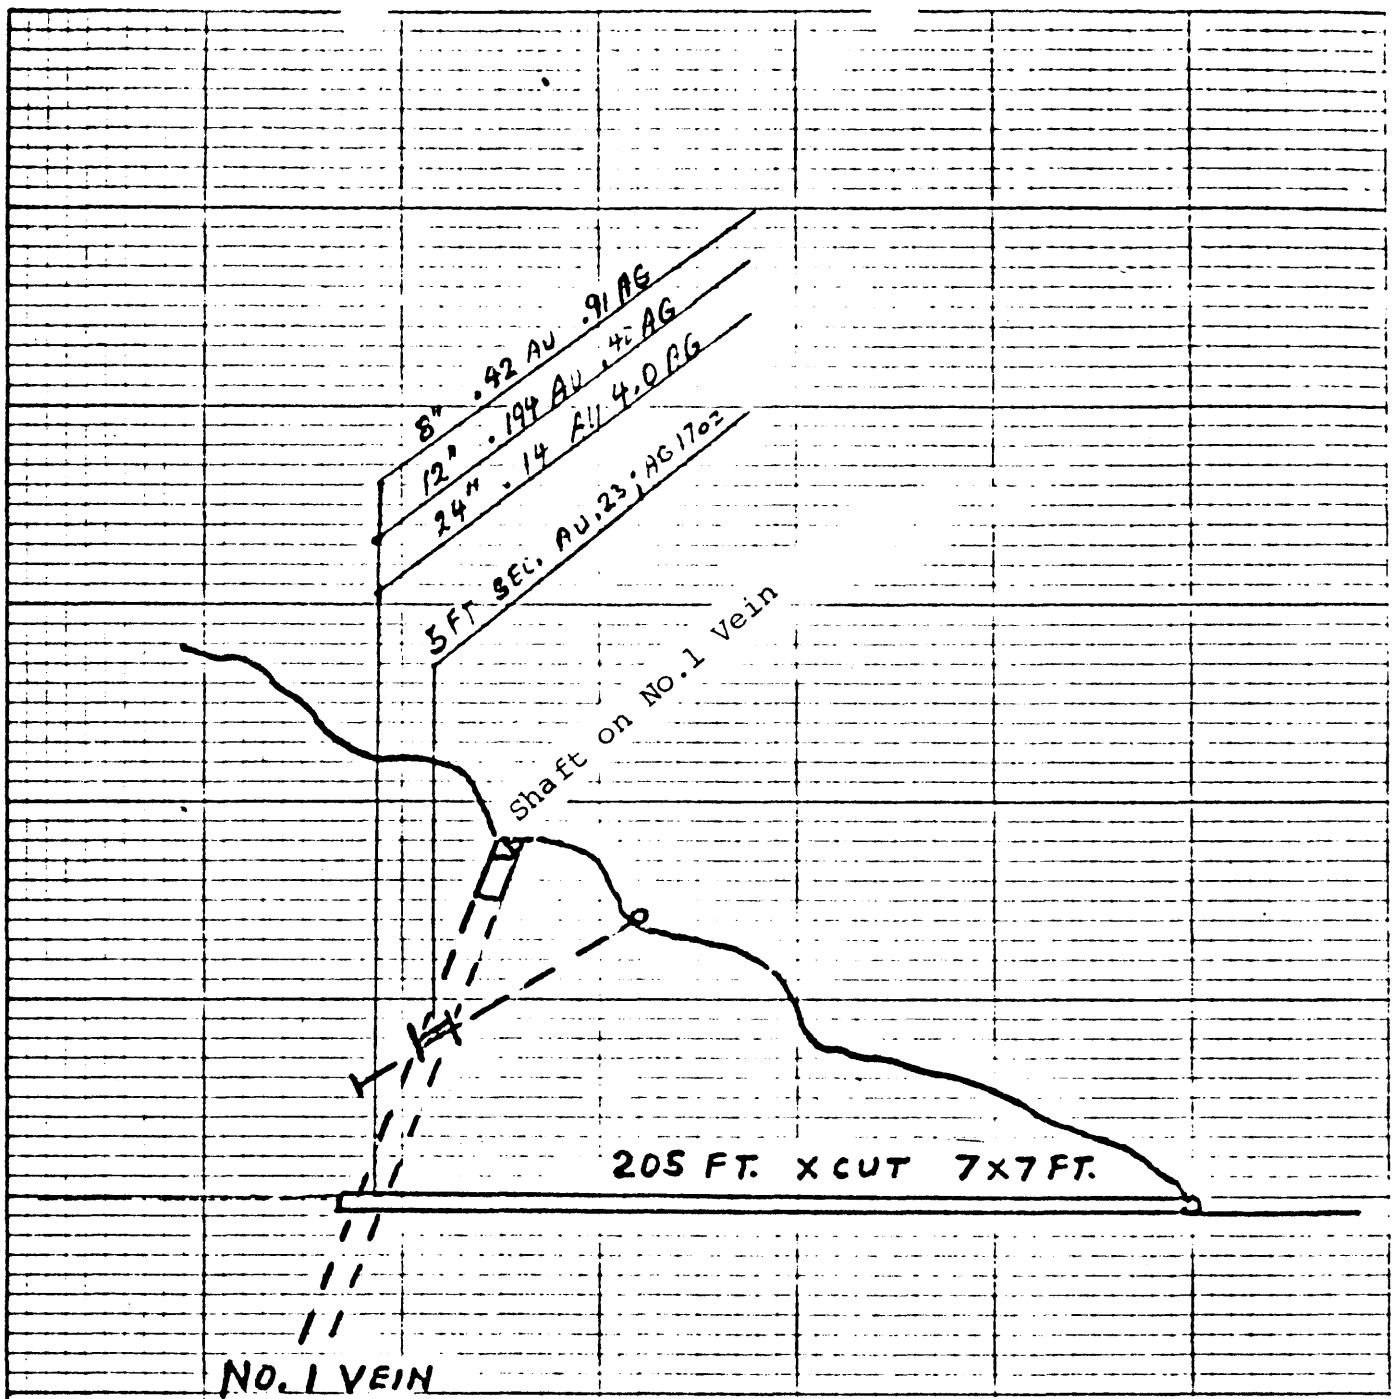 8" .42 AU .91 AG
12" .194 AU AG
24" .14 AU 4.0 AG
5 FT SEC. AU .23; AG 17oz
Shaft on No.1 Vein
205 FT. X CUT 7X7 FT.
NO. 1 VEIN